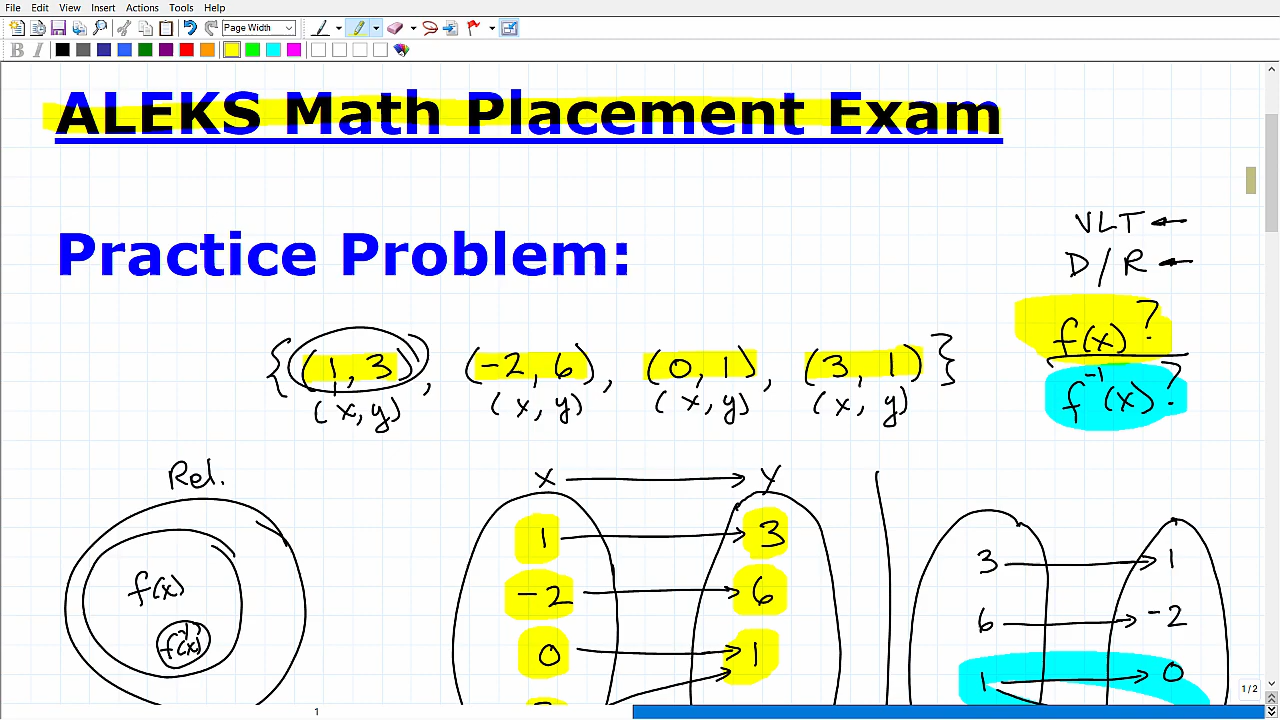 File Edit View Insert Actions Tools Help
Page Width
B I
ALEKS Math Placement Exam
VLT ←
Practice Problem:
D/R ←
f(x)?
{(1, 3), (-2, 6), (0, 1), (3, 1)}
f⁻¹(x)?
(x, y) (x, y) (x, y) (x, y)
Rel.
X → Y
1 → 3
3 → 1
f(x)
-2 → 6
6 → -2
f⁻¹(x)
0 → 1
1 → 0
1/2
1